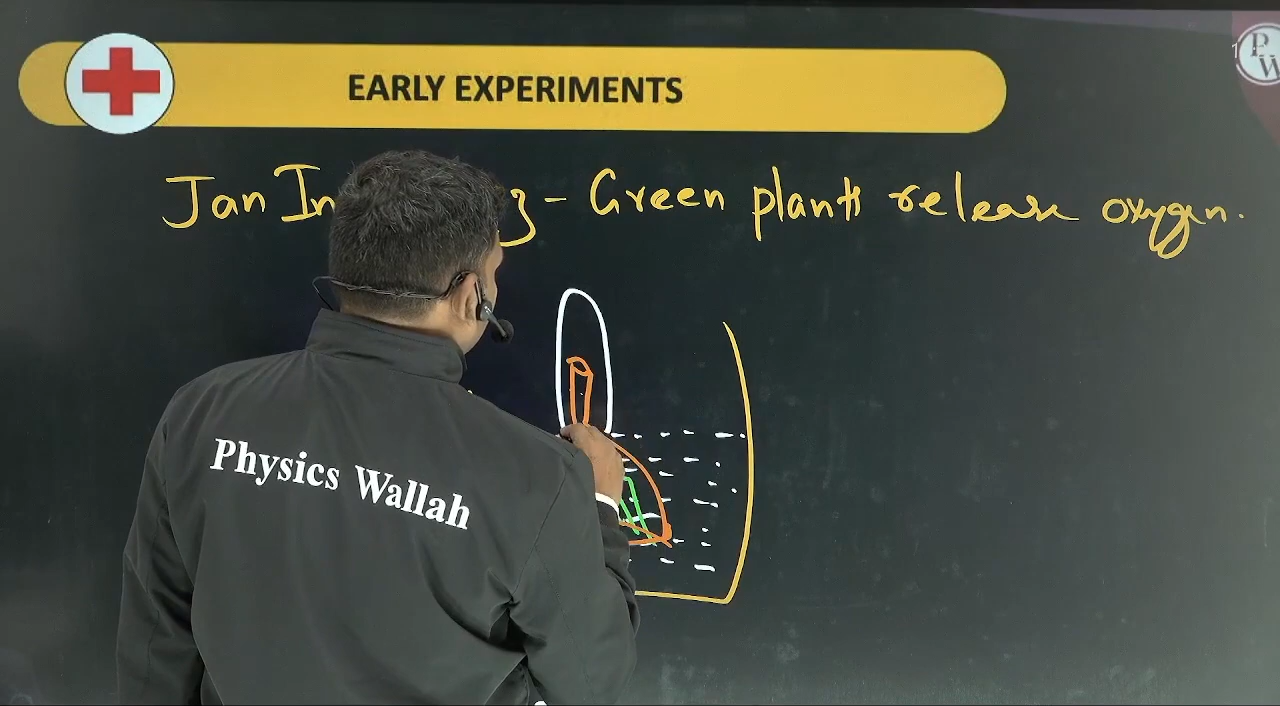 EARLY EXPERIMENTS
PW
Jan In z - Green plants release oxygen.
Physics Wallah